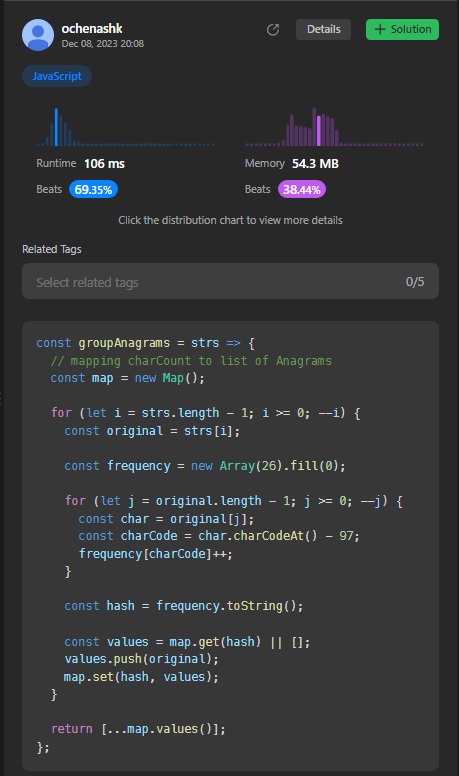 ochenashk
Dec 08, 2023 20:08
Details
+ Solution
JavaScript
Runtime 106 ms
Memory 54.3 MB
Beats 69.35%
Beats 38.44%
Click the distribution chart to view more details
Related Tags
Select related tags 0/5
const groupAnagrams = strs => {
  // mapping charCount to list of Anagrams
  const map = new Map();
  for (let i = strs.length - 1; i >= 0; --i) {
    const original = strs[i];
    const frequency = new Array(26).fill(0);
    for (let j = original.length - 1; j >= 0; --j) {
      const char = original[j];
      const charCode = char.charCodeAt() - 97;
      frequency[charCode]++;
    }
    const hash = frequency.toString();
    const values = map.get(hash) || [];
    values.push(original);
    map.set(hash, values);
  }
  return [...map.values()];
};